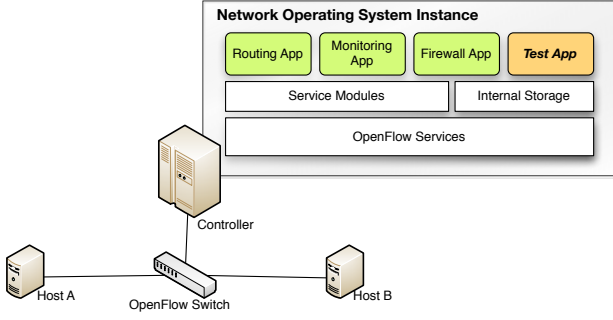 Network Operating System Instance
Routing App
Monitoring
App
Firewall App
Test App
Service Modules
Internal Storage
OpenFlow Services
Controller
Host A
OpenFlow Switch
Host B